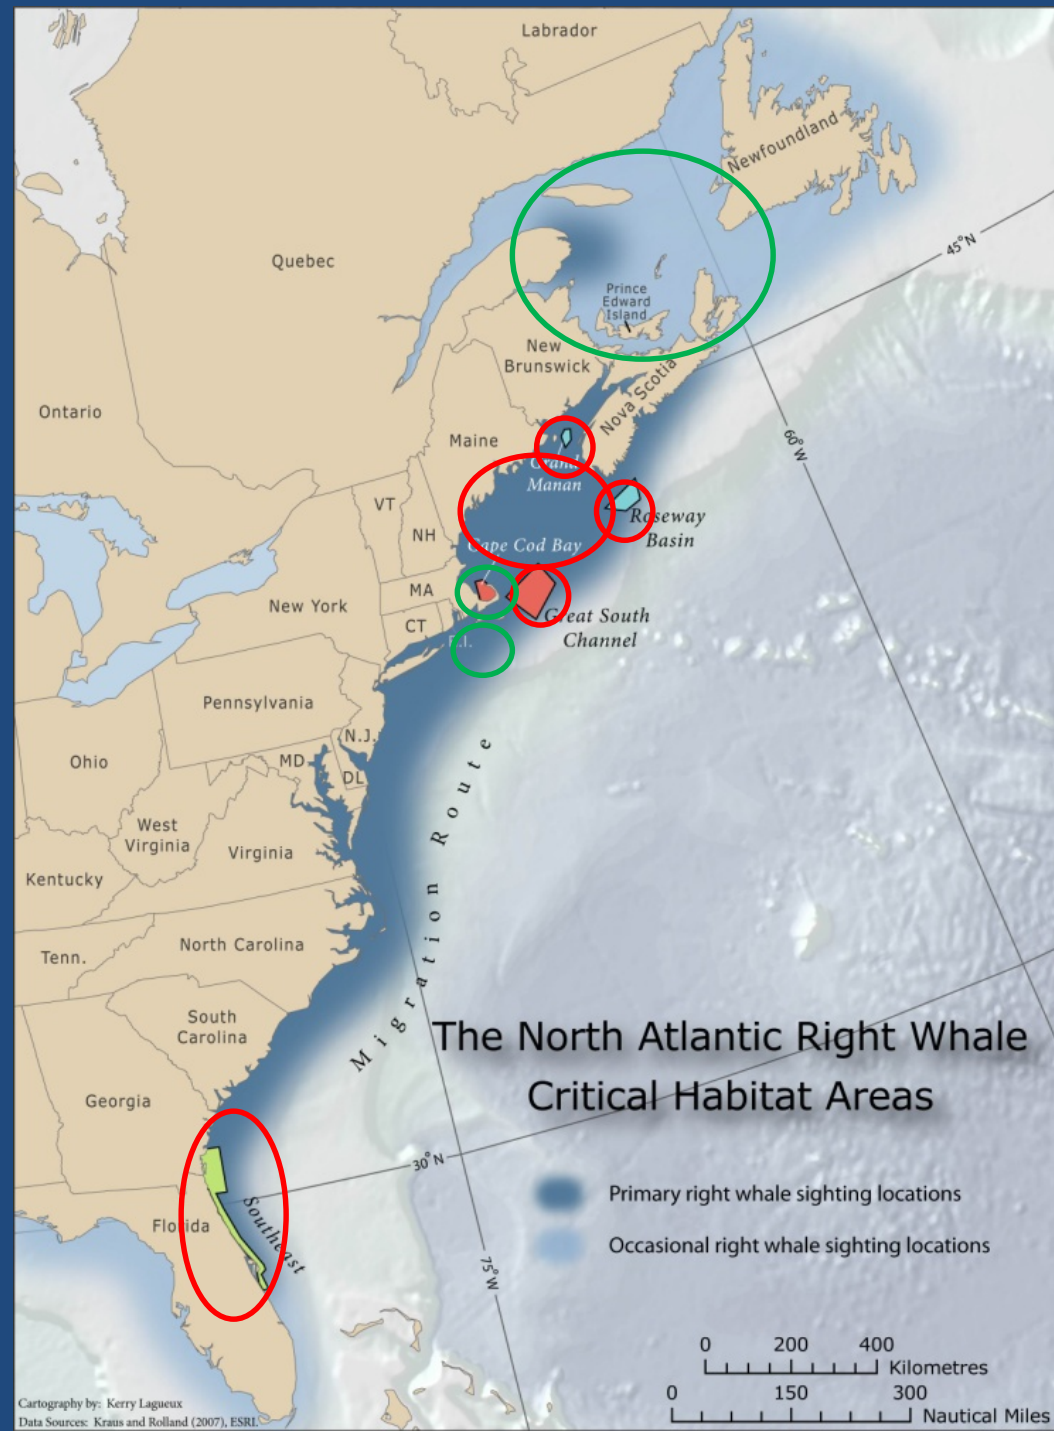 Labrador
Newfoundland
45°N
Quebec
Prince
Edward
Island
New
Brunswick
Nova Scotia
Ontario
Maine
60°W
Grand
Manan
VT
NH
Roseway
Basin
Cape Cod Bay
MA
New York
CT
R.I.
Great South
Channel
Pennsylvania
N.J.
Ohio
MD
DL
West
Virginia
Virginia
Kentucky
Migration Route
North Carolina
Tenn.
South
Carolina
The North Atlantic Right Whale
Critical Habitat Areas
Georgia
30°N
Primary right whale sighting locations
Florida
Southeast
Occasional right whale sighting locations
75°W
0 200 400
Kilometres
0 150 300
Nautical Miles
Cartography by: Kerry Lagueux
Data Sources: Kraus and Rolland (2007), ESRI.